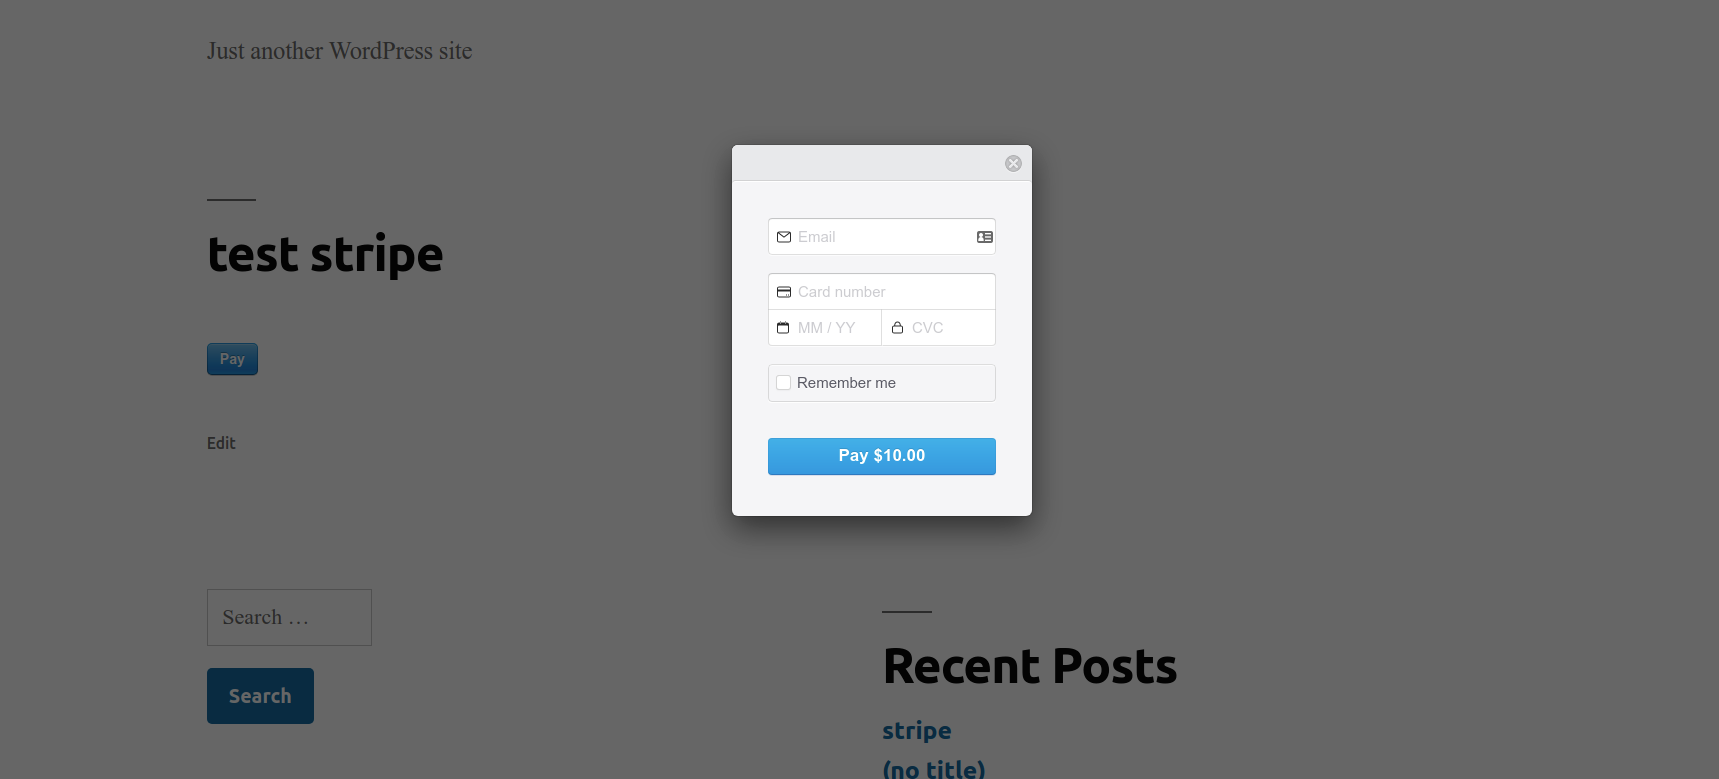 Just another WordPress site
test stripe
Pay
Edit
Search …
Search
Email
Card number
MM / YY
CVC
Remember me
Pay $10.00
Recent Posts
stripe
(no title)